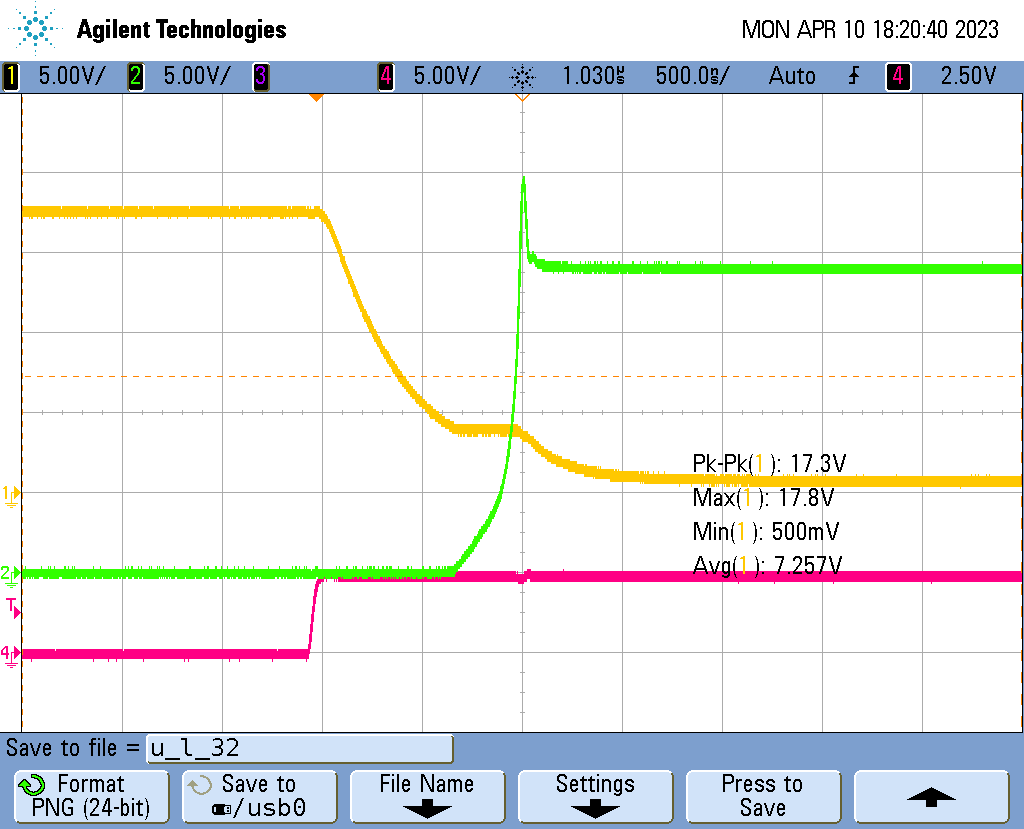 Agilent Technologies
MON APR 10 18:20:40 2023
1 5.00V/ 2 5.00V/ 3 4 5.00V/ 1.030µs 500.0ns/ Auto 4 2.50V
1
Pk-Pk(1): 17.3V
Max(1): 17.8V
Min(1): 500mV
Avg(1): 7.257V
2
T
4
Save to file = u_l_32
Format
PNG (24-bit)
Save to
/usb0
File Name
Settings
Press to
Save